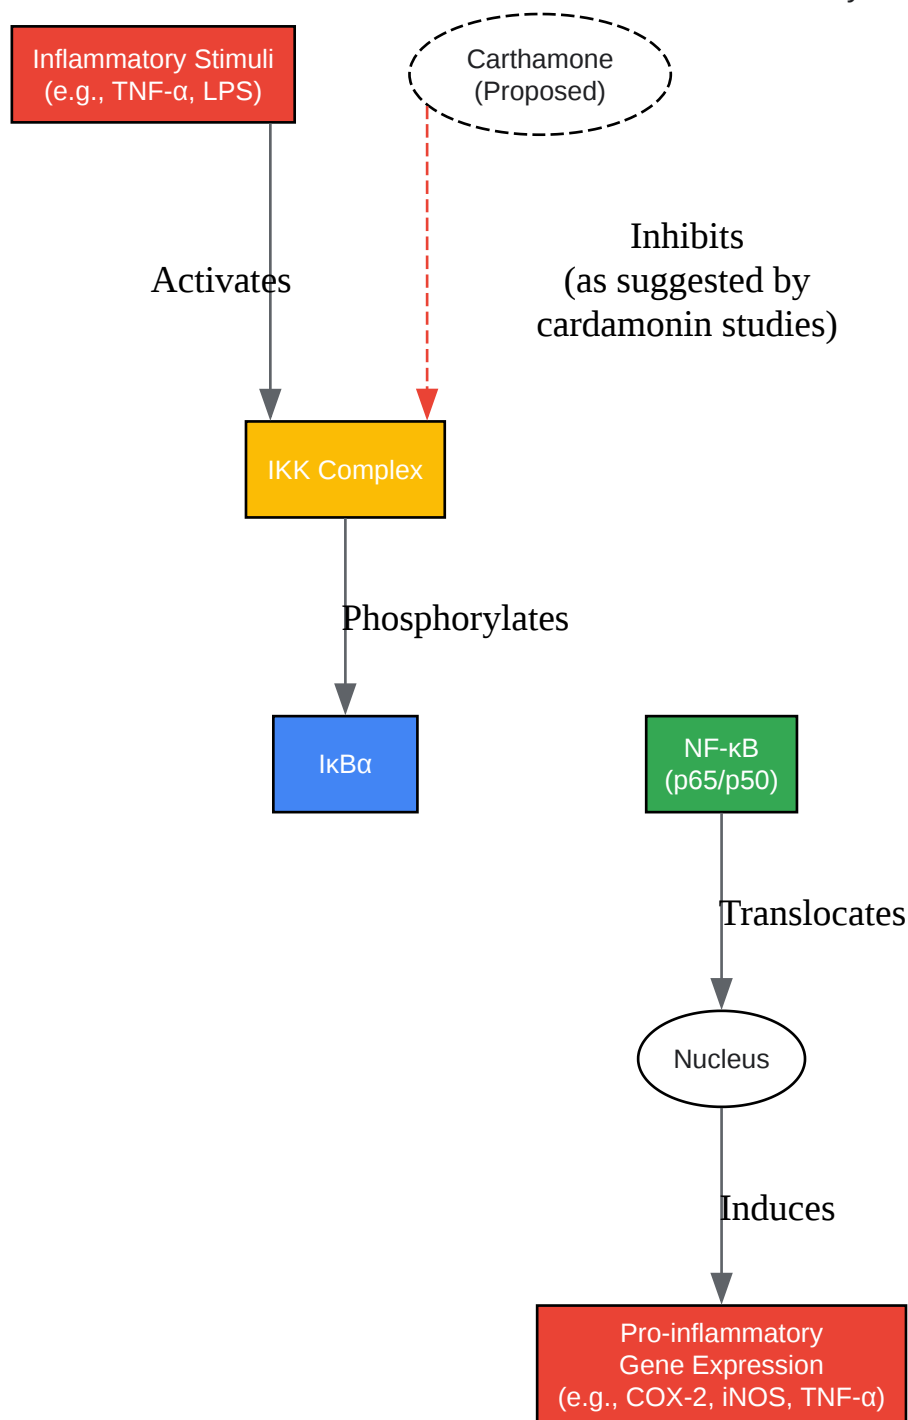 Inflammatory Stimuli
(e.g., TNF-α, LPS)
Carthamone
(Proposed)
Activates
Inhibits
(as suggested by
cardamonin studies)
IKK Complex
Phosphorylates
IκBα
NF-κB
(p65/p50)
Translocates
Nucleus
Induces
Pro-inflammatory
Gene Expression
(e.g., COX-2, iNOS, TNF-α)